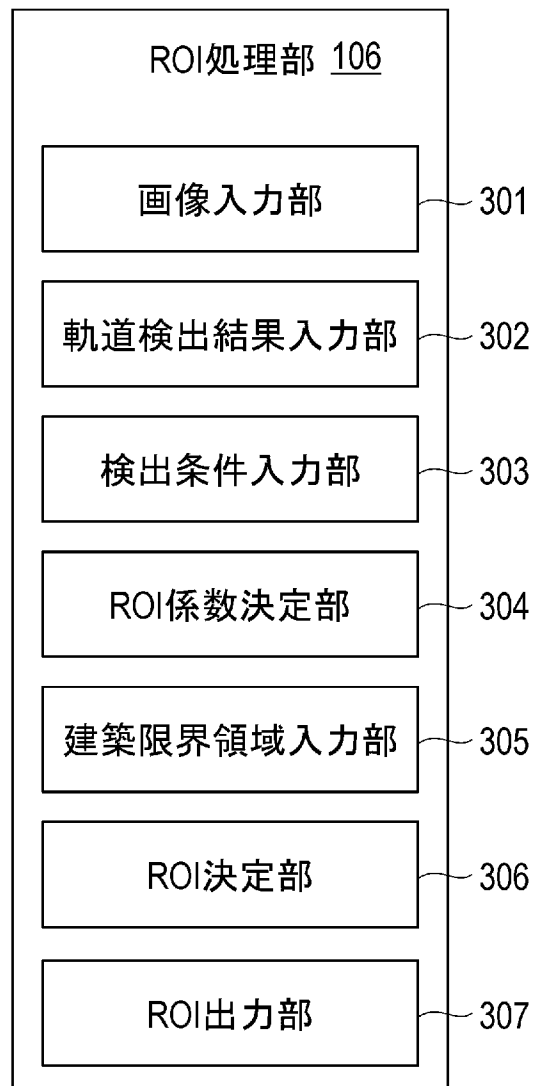 ROI処理部 106
画像入力部 301
軌道検出結果入力部 302
検出条件入力部 303
ROI係数決定部 304
建築限界領域入力部 305
ROI決定部 306
ROI出力部 307